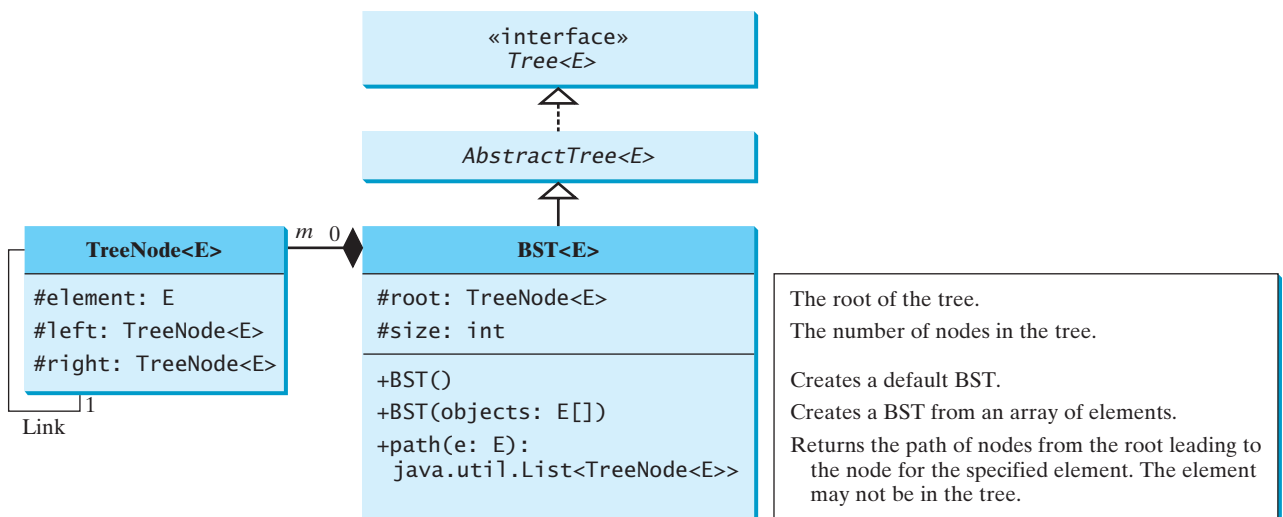 «interface»
Tree<E>
AbstractTree<E>
m 0
TreeNode<E>
#element: E
#left: TreeNode<E>
#right: TreeNode<E>
1
Link
BST<E>
#root: TreeNode<E>
#size: int
+BST()
+BST(objects: E[])
+path(e: E):
java.util.List<TreeNode<E>>
The root of the tree.
The number of nodes in the tree.
Creates a default BST.
Creates a BST from an array of elements.
Returns the path of nodes from the root leading to
the node for the specified element. The element
may not be in the tree.